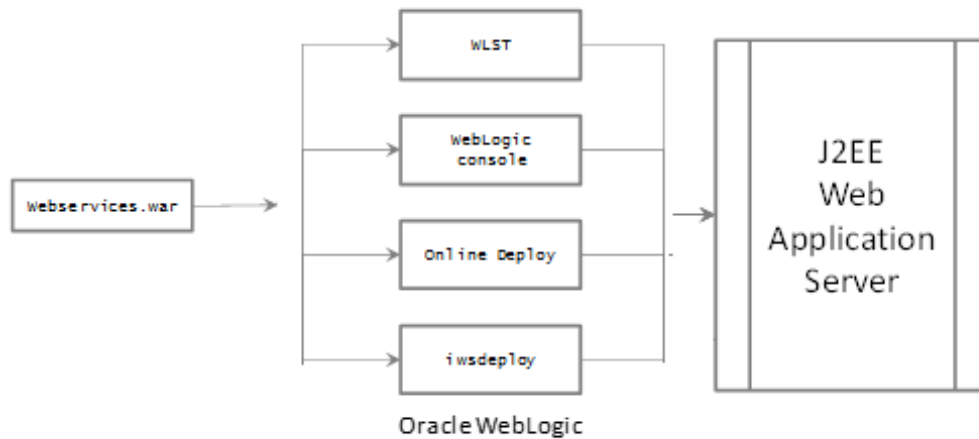 WLST
WebLogic
console
Webservices.war
Online Deploy
iwsdeploy
Oracle WebLogic
J2EE
Web
Application
Server